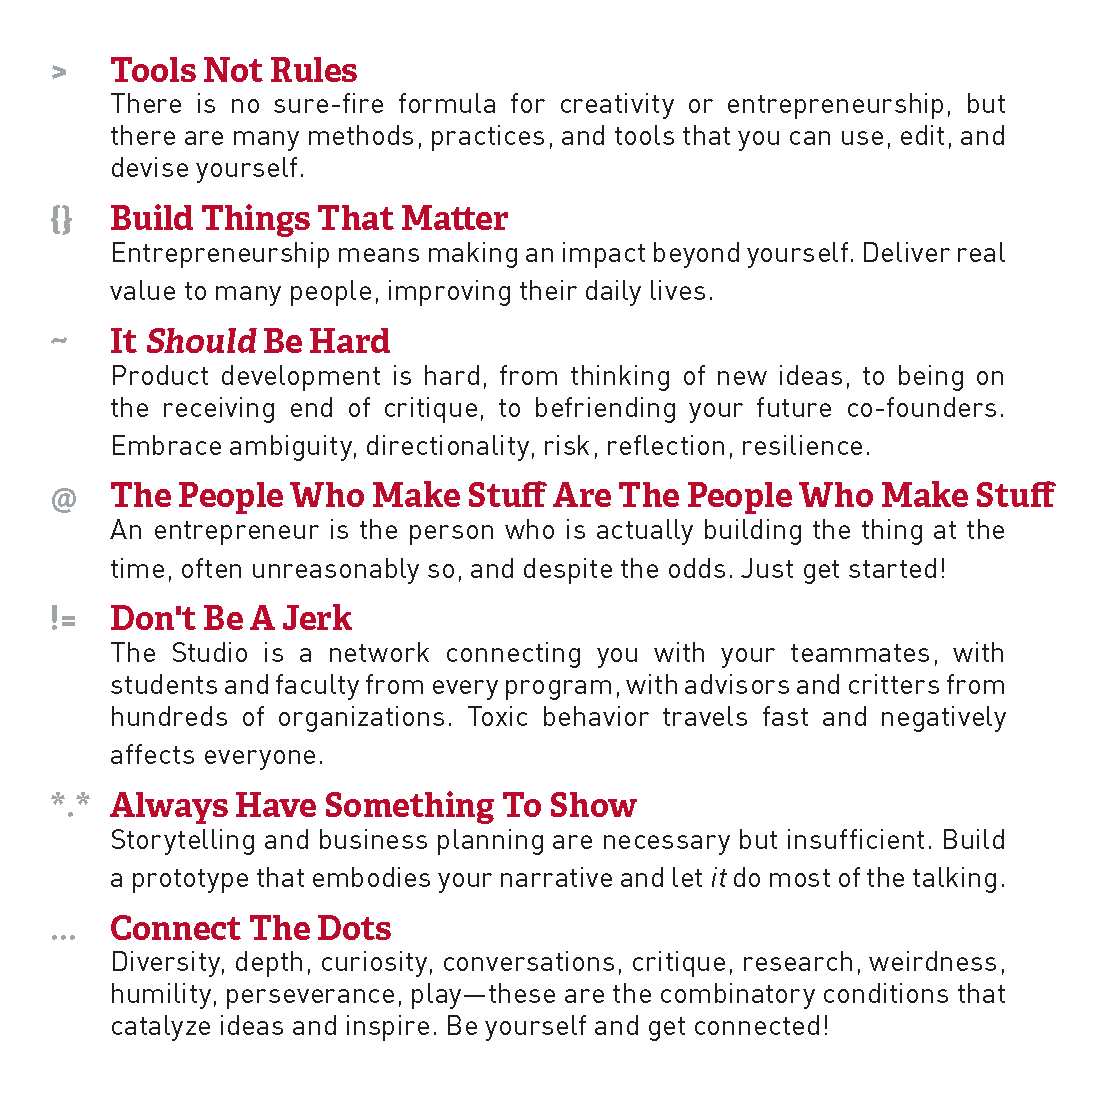 > Tools Not Rules
There is no sure-fire formula for creativity or entrepreneurship, but
there are many methods, practices, and tools that you can use, edit, and
devise yourself.
{} Build Things That Matter
Entrepreneurship means making an impact beyond yourself. Deliver real
value to many people, improving their daily lives.
~ It Should Be Hard
Product development is hard, from thinking of new ideas, to being on
the receiving end of critique, to befriending your future co-founders.
Embrace ambiguity, directionality, risk, reflection, resilience.
@ The People Who Make Stuff Are The People Who Make Stuff
An entrepreneur is the person who is actually building the thing at the
time, often unreasonably so, and despite the odds. Just get started!
!= Don't Be A Jerk
The Studio is a network connecting you with your teammates, with
students and faculty from every program, with advisors and critters from
hundreds of organizations. Toxic behavior travels fast and negatively
affects everyone.
*.* Always Have Something To Show
Storytelling and business planning are necessary but insufficient. Build
a prototype that embodies your narrative and let it do most of the talking.
... Connect The Dots
Diversity, depth, curiosity, conversations, critique, research, weirdness,
humility, perseverance, play—these are the combinatory conditions that
catalyze ideas and inspire. Be yourself and get connected!